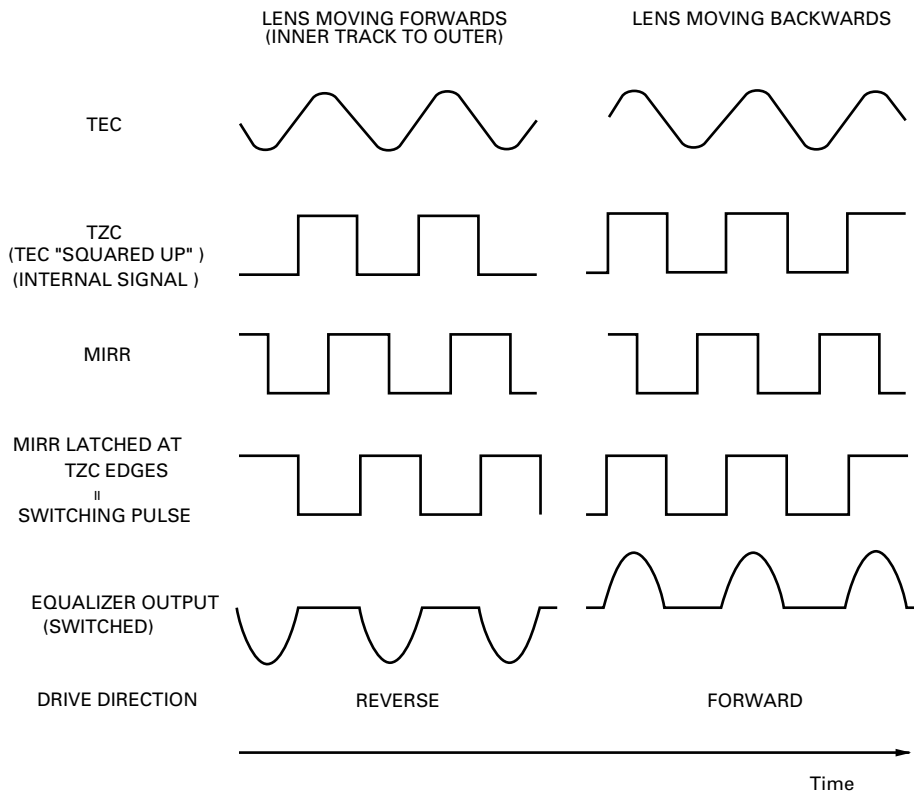 LENS MOVING FORWARDS
(INNER TRACK TO OUTER)
LENS MOVING BACKWARDS
TEC
TZC
(TEC "SQUARED UP" )
(INTERNAL SIGNAL )
MIRR
MIRR LATCHED AT
TZC EDGES
=
SWITCHING PULSE
EQUALIZER OUTPUT
(SWITCHED)
DRIVE DIRECTION
REVERSE
FORWARD
Time